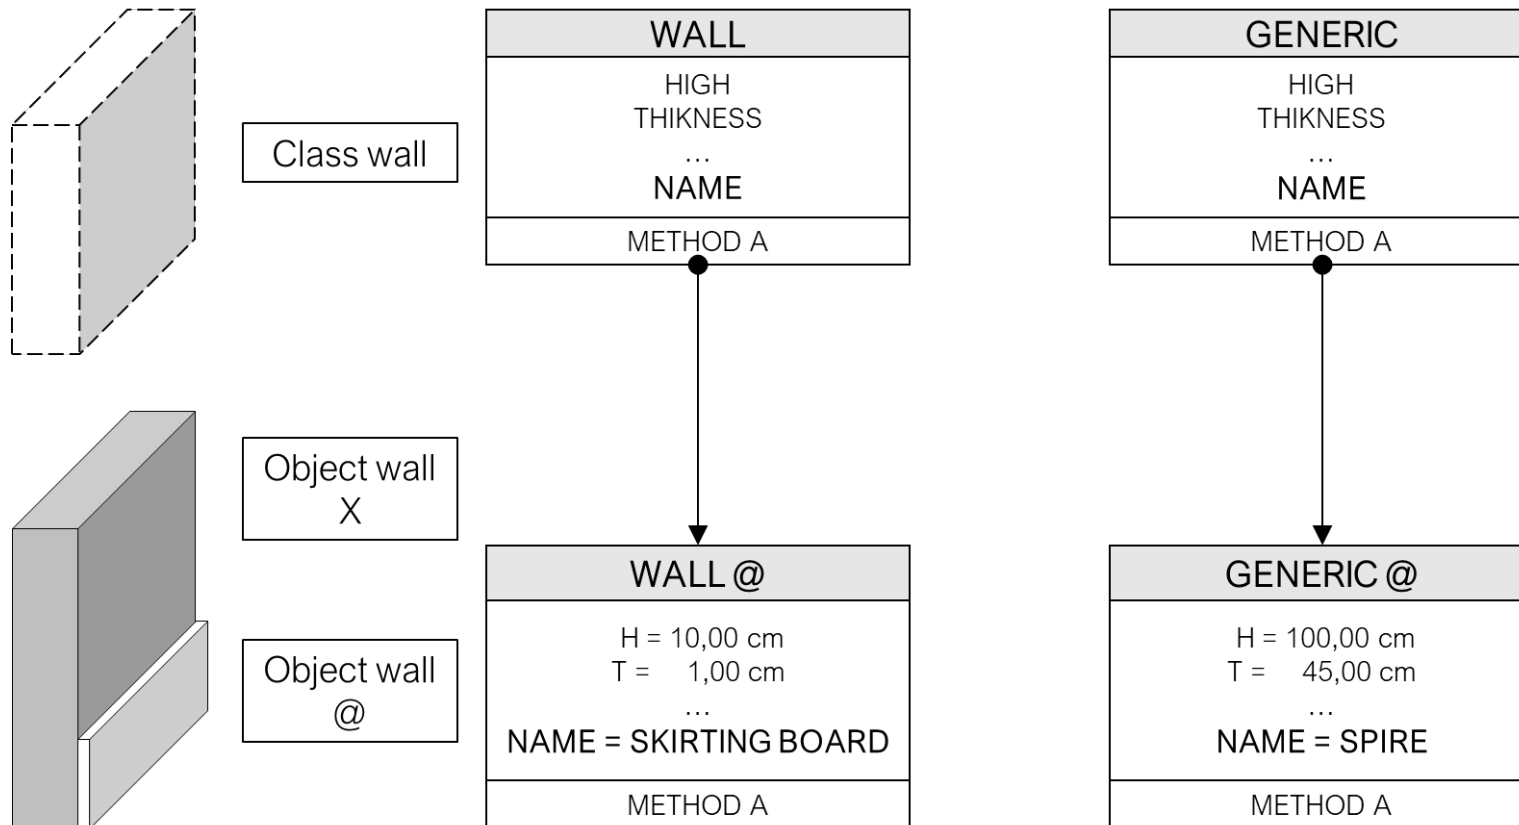 Class wall
WALL
HIGH
THIKNESS
...
NAME
METHOD A
GENERIC
HIGH
THIKNESS
...
NAME
METHOD A
Object wall
X
Object wall
@
WALL @
H = 10,00 cm
T = 1,00 cm
...
NAME = SKIRTING BOARD
METHOD A
GENERIC @
H = 100,00 cm
T = 45,00 cm
...
NAME = SPIRE
METHOD A